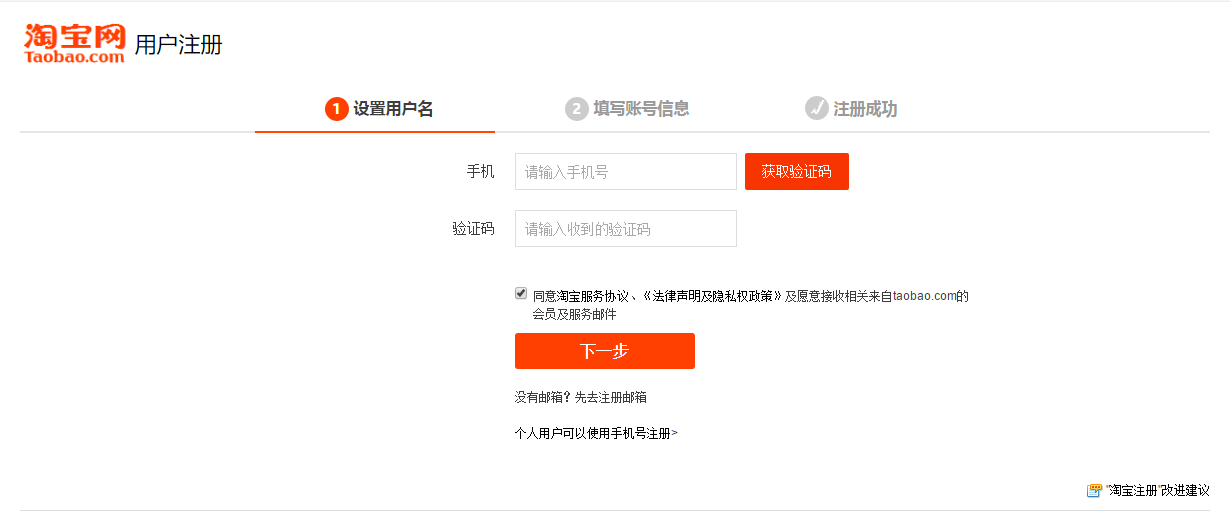 淘宝网
Taobao.com
用户注册
1 设置用户名
2 填写账号信息
注册成功
手机 请输入手机号 获取验证码
验证码 请输入收到的验证码
同意淘宝服务协议、《法律声明及隐私权政策》及愿意接收相关来自taobao.com的
会员及服务邮件
下一步
没有邮箱？先去注册邮箱
个人用户可以使用手机号注册>
"淘宝注册"改进建议